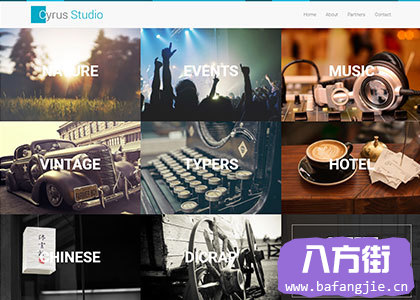 Cyrus Studio
Home
About
Partners
Contact
NATURE
EVENTS
MUSIC
VINTAGE
TYPERS
HOTEL
CHINESE
DICRAP
八方街
www.bafangjie.cn